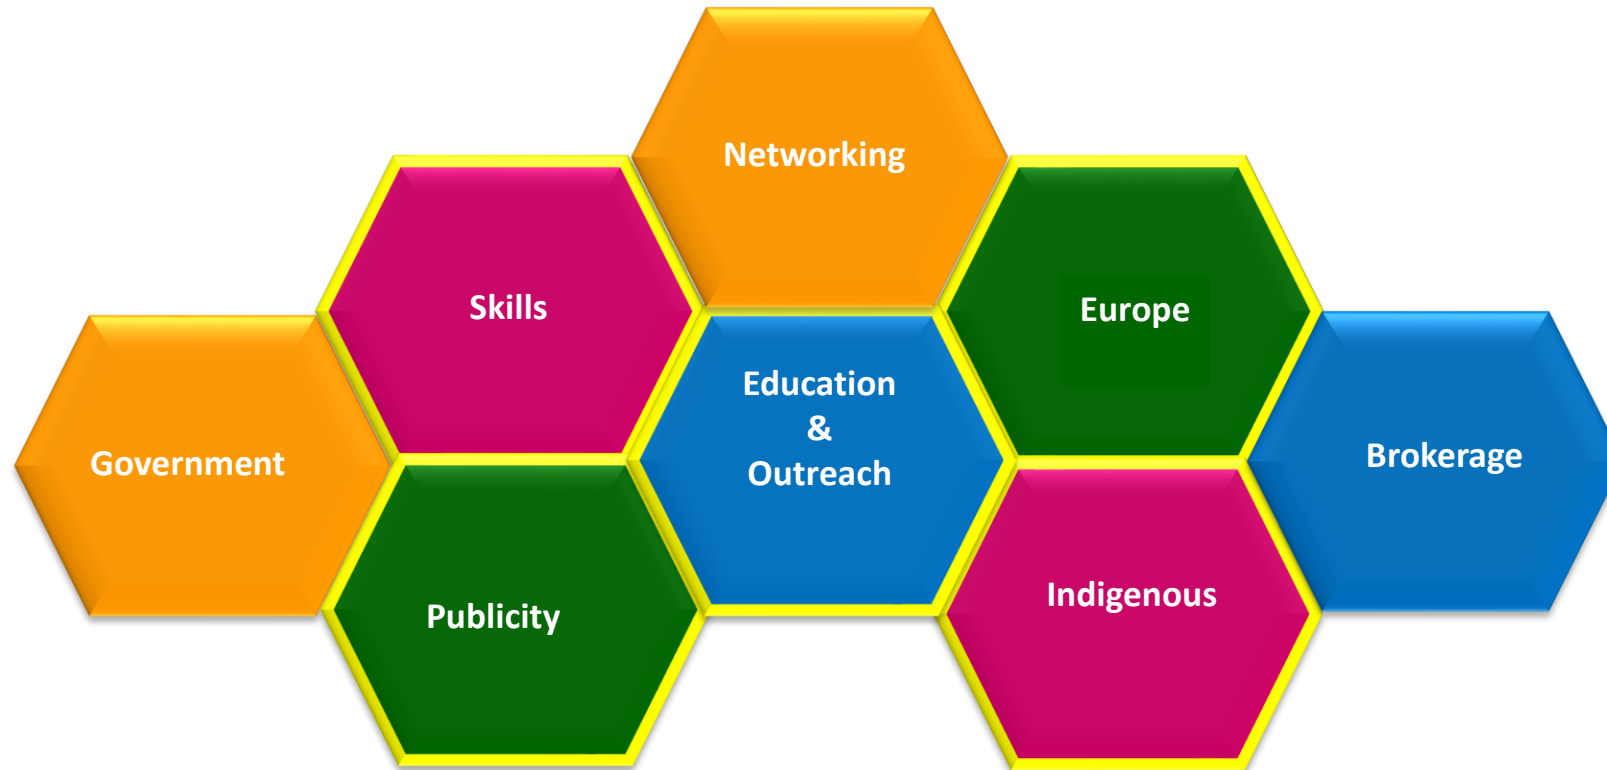 Networking
Skills
Europe
Education
&
Outreach
Government
Brokerage
Publicity
Indigenous